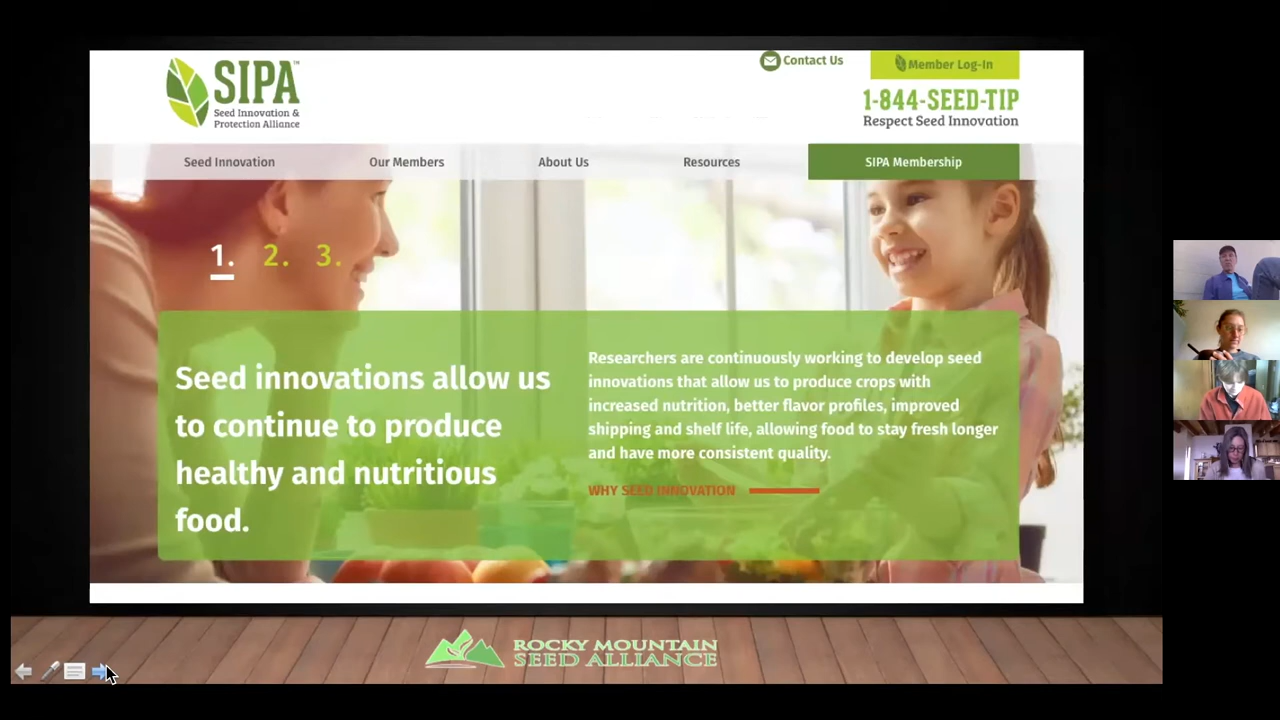 SIPA™
Seed Innovation &
Protection Alliance
Contact Us
Member Log-In
1-844-SEED-TIP
Respect Seed Innovation
Seed Innovation
Our Members
About Us
Resources
SIPA Membership
1. 2. 3.
Seed innovations allow us
to continue to produce
healthy and nutritious
food.
Researchers are continuously working to develop seed
innovations that allow us to produce crops with
increased nutrition, better flavor profiles, improved
shipping and shelf life, allowing food to stay fresh longer
and have more consistent quality.
WHY SEED INNOVATION
ROCKY MOUNTAIN
SEED ALLIANCE